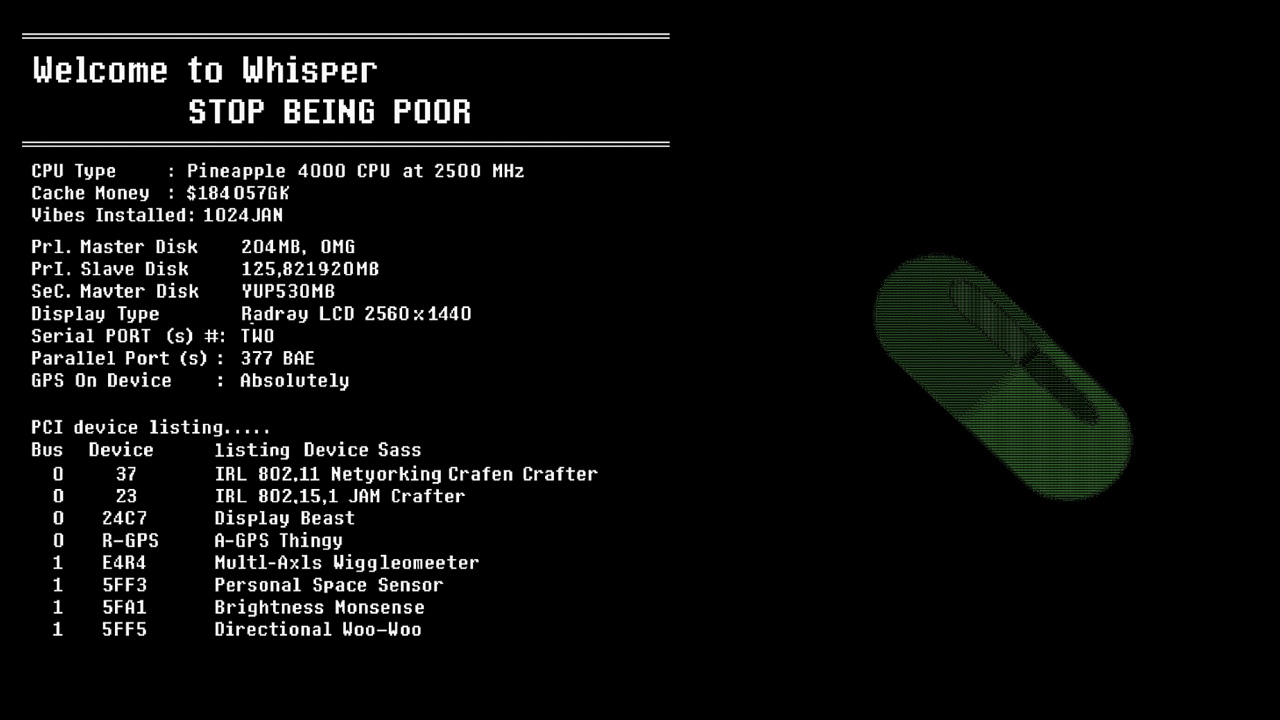 Welcome to Whisper
STOP BEING POOR
CPU Type : Pineapple 4000 CPU at 2500 MHz
Cache Money : $184057GK
Vibes Installed: 1024JAN
Prl. Master Disk 204MB, OMG
PrI. Slave Disk 125,821920MB
SeC. Mavter Disk YUP530MB
Display Type Radray LCD 2560x1440
Serial PORT (s) #: TWO
Parallel Port (s) : 377 BAE
GPS On Device : Absolutely
PCI device listing.....
Bus Device listing Device Sass
0 37 IRL 802.11 Netyorking Crafen Crafter
0 23 IRL 802.15,1 JAM Crafter
0 24C7 Display Beast
0 R-GPS A-GPS Thingy
1 E4R4 Multl-Axls Wiggleomeeter
1 5FF3 Personal Space Sensor
1 5FA1 Brightness Monsense
1 5FF5 Directional Woo-Woo